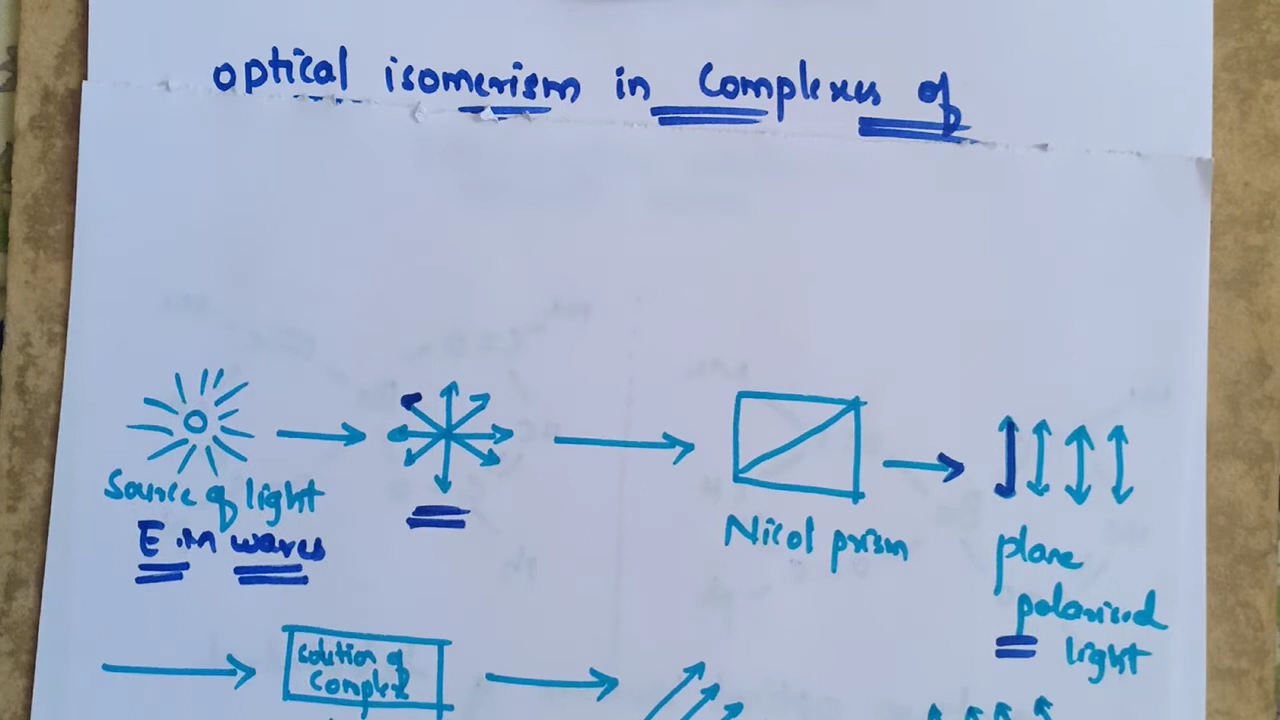 optical isomerism in Complexes of
Source of light
E.M waves
Nicol prism
plane
polarised
light
Solution of
Complex